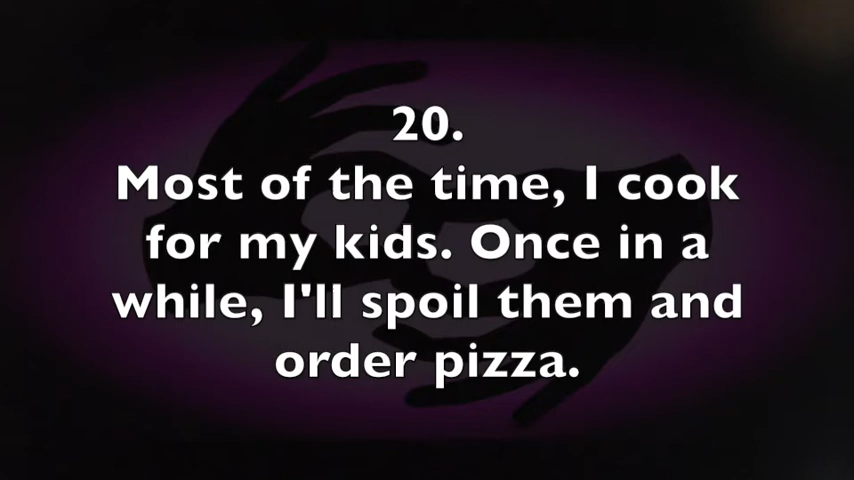 20.
Most of the time, I cook
for my kids. Once in a
while, I'll spoil them and
order pizza.